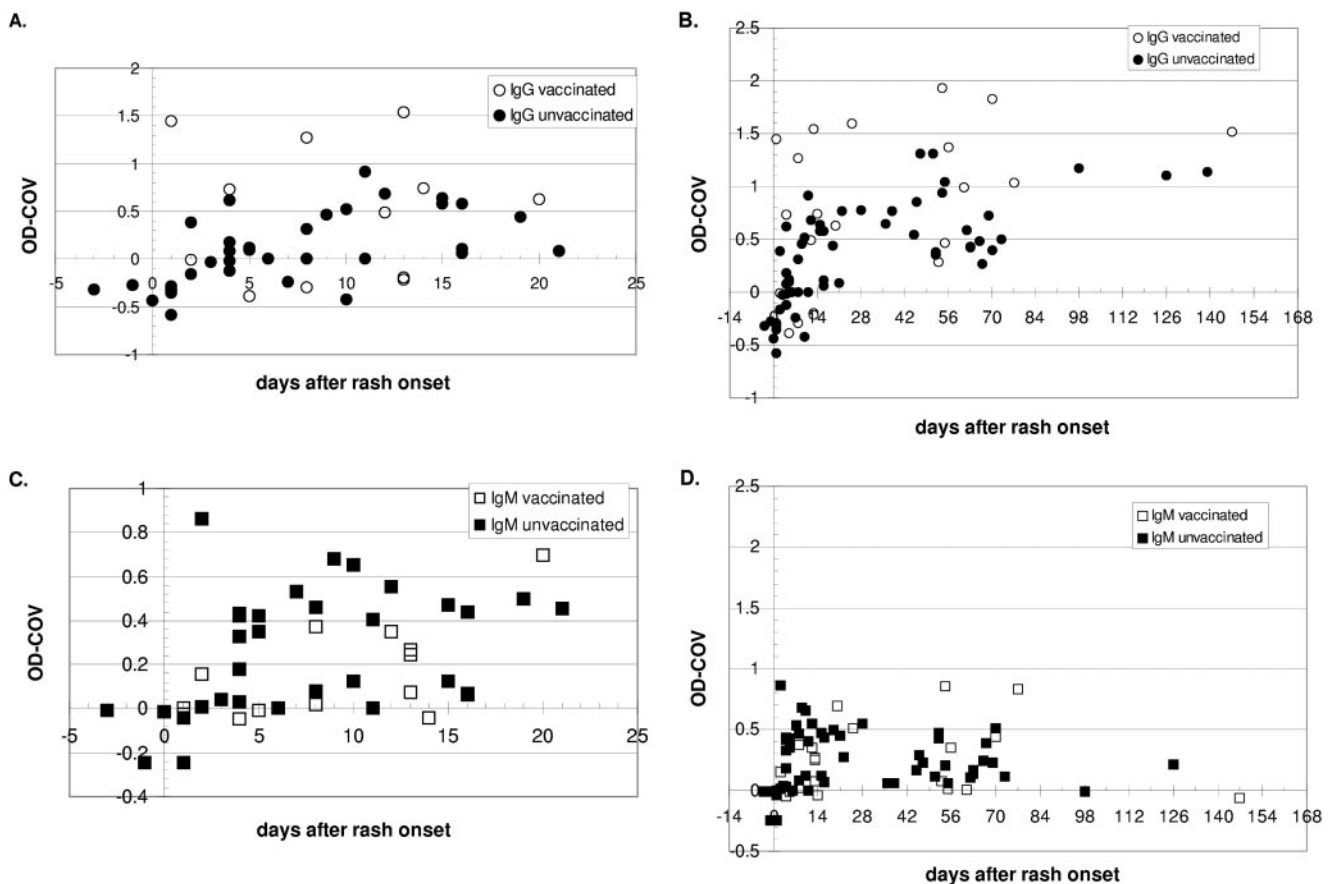 A.
2
1.5
1
0.5
0
-0.5
-1
-5 0 5 10 15 20 25
IgG vaccinated
IgG unvaccinated
OD-COV
days after rash onset
B.
2.5
2
1.5
1
0.5
0
-0.5
-1
-14 0 14 28 42 56 70 84 98 112 126 140 154 168
IgG vaccinated
IgG unvaccinated
OD-COV
days after rash onset
C.
1
0.8
0.6
0.4
0.2
0
-0.2
-0.4
-5 0 5 10 15 20 25
IgM vaccinated
IgM unvaccinated
OD-COV
days after rash onset
D.
2.5
2
1.5
1
0.5
0
-0.5
-14 0 14 28 42 56 70 84 98 112 126 140 154 168
IgM vaccinated
IgM unvaccinated
OD-COV
days after rash onset